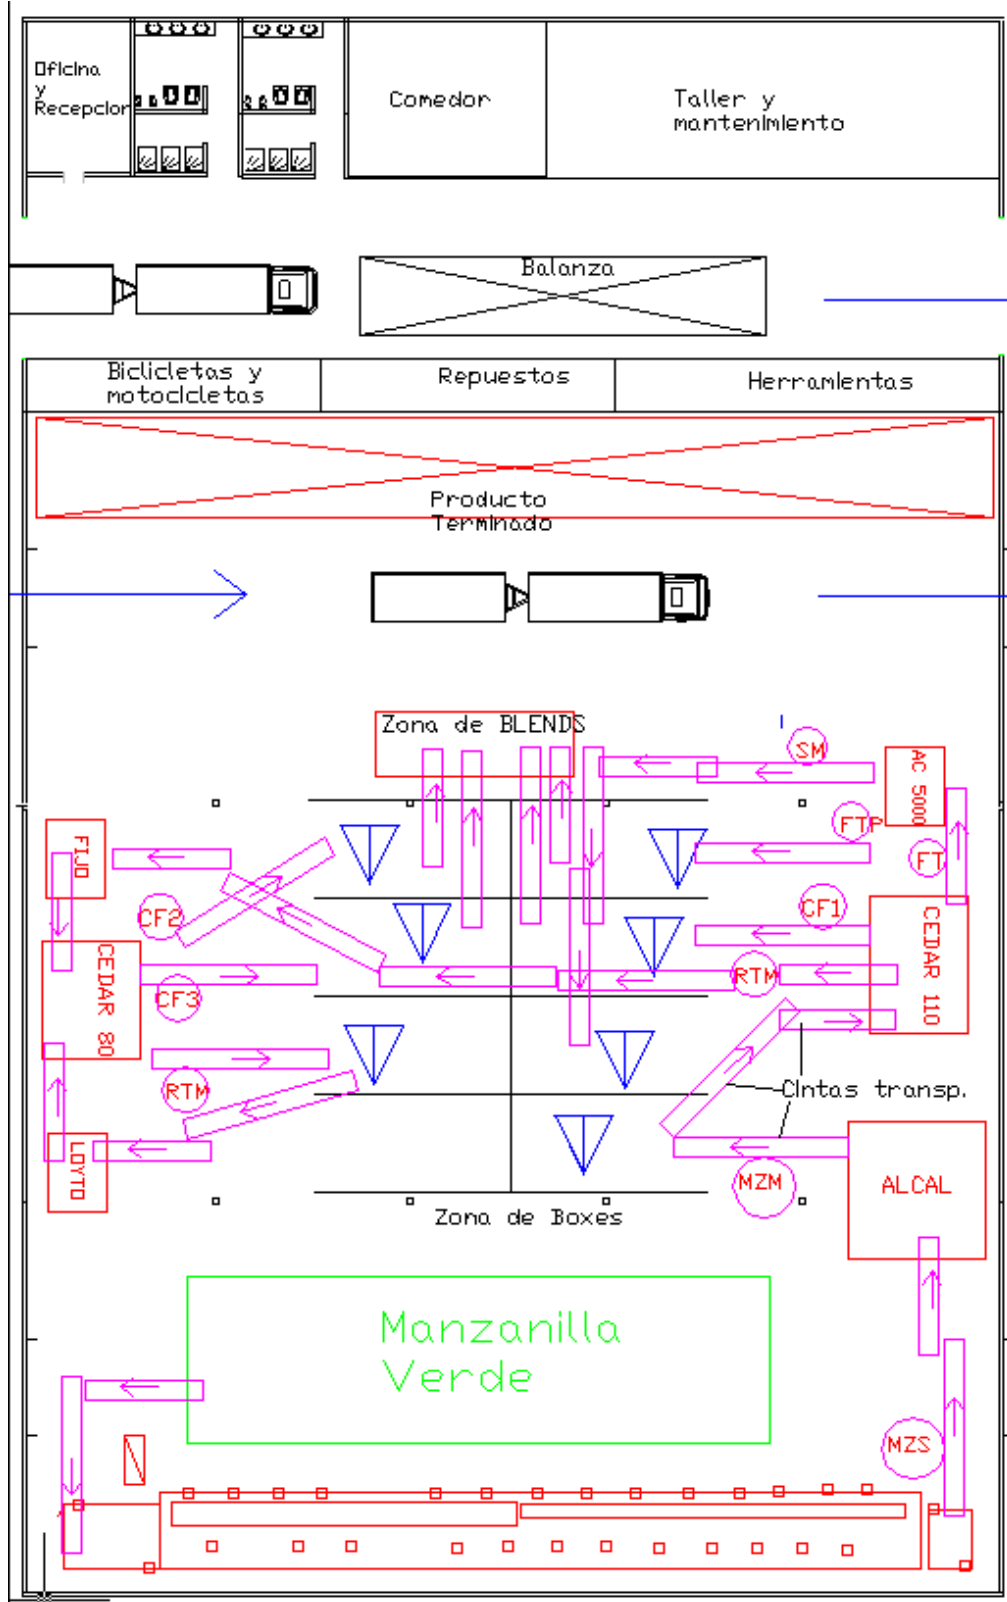 Oficina
y
Recepcion
Comedor
Taller y
mantenimiento
Balanza
Biclicletas y
motocicletas
Repuestos
Herramientas
Producto
Terminado
Zona de BLENDS
SM
AC 5000
FTP
FT
FIJO
CF2
CF1
CEDAR 110
CEDAR 80
RTM
CF3
RTM
Cintas transp.
LOYTO
MZM
ALCAL
Zona de Boxes
Manzanilla
Verde
MZS